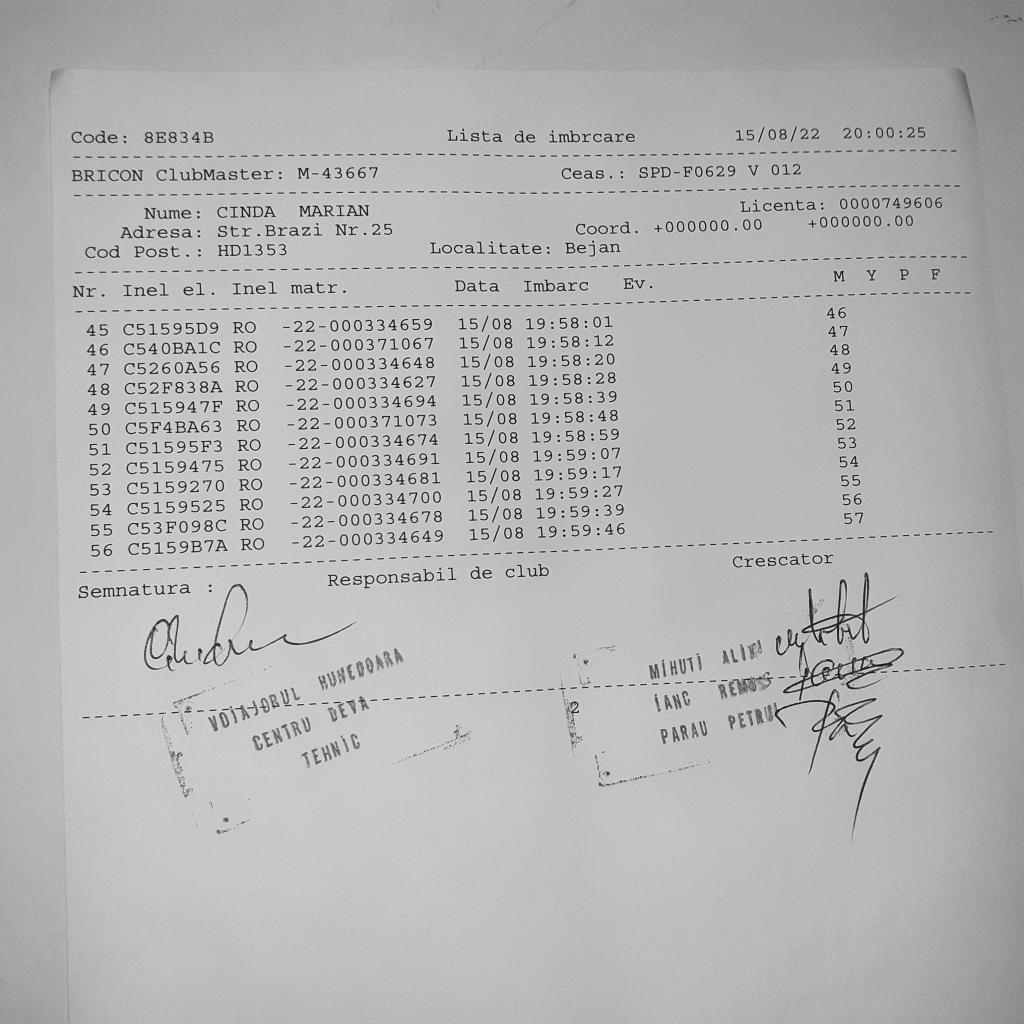 Code: 8E834B Lista de imbrcare 15/08/22 20:00:25
BRICON ClubMaster: M-43667 Ceas.: SPD-F0629 V 012
Nume: CINDA MARIAN Licenta: 0000749606
Adresa: Str.Brazi Nr.25 Coord. +000000.00 +000000.00
Cod Post.: HD1353 Localitate: Bejan
Nr. Inel el. Inel matr. Data Imbarc Ev. M Y P F
45 C51595D9 RO -22-000334659 15/08 19:58:01 46
46 C540BA1C RO -22-000371067 15/08 19:58:12 47
47 C5260A56 RO -22-000334648 15/08 19:58:20 48
48 C52F838A RO -22-000334627 15/08 19:58:28 49
49 C515947F RO -22-000334694 15/08 19:58:39 50
50 C5F4BA63 RO -22-000371073 15/08 19:58:48 51
51 C51595F3 RO -22-000334674 15/08 19:58:59 52
52 C5159475 RO -22-000334691 15/08 19:59:07 53
53 C5159270 RO -22-000334681 15/08 19:59:17 54
54 C5159525 RO -22-000334700 15/08 19:59:27 55
55 C53F098C RO -22-000334678 15/08 19:59:39 56
56 C5159B7A RO -22-000334649 15/08 19:59:46 57
Semnatura : Responsabil de club Crescator
VOIAJORUL HUNEDOARA
CENTRU DEVA
TEHNIC
MIHUTI ALIN
IANC REMUS
2
PARAU PETRU